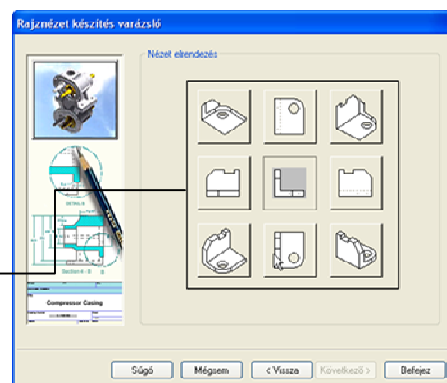 Rajznézet készítés varázsló
Nézet elrendezés
Compressor Casing
Súgó
Mégsem
< Vissza
Következő >
Befejez